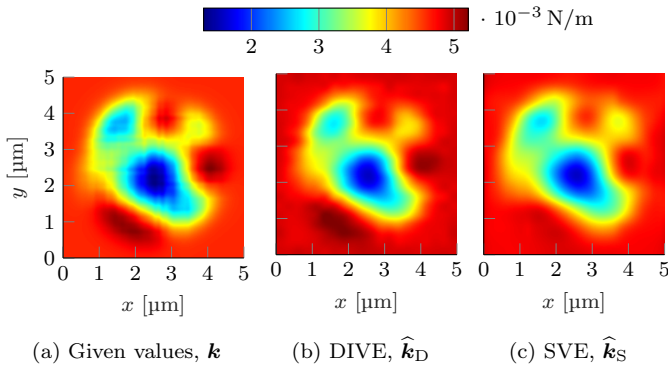 2 3 4 5 · 10⁻³ N/m
5
4
3
2
1
0
y [µm]
0 1 2 3 4 5 0 1 2 3 4 5 0 1 2 3 4 5
x [µm] x [µm] x [µm]
(a) Given values, k (b) DIVE, k̂_D (c) SVE, k̂_S